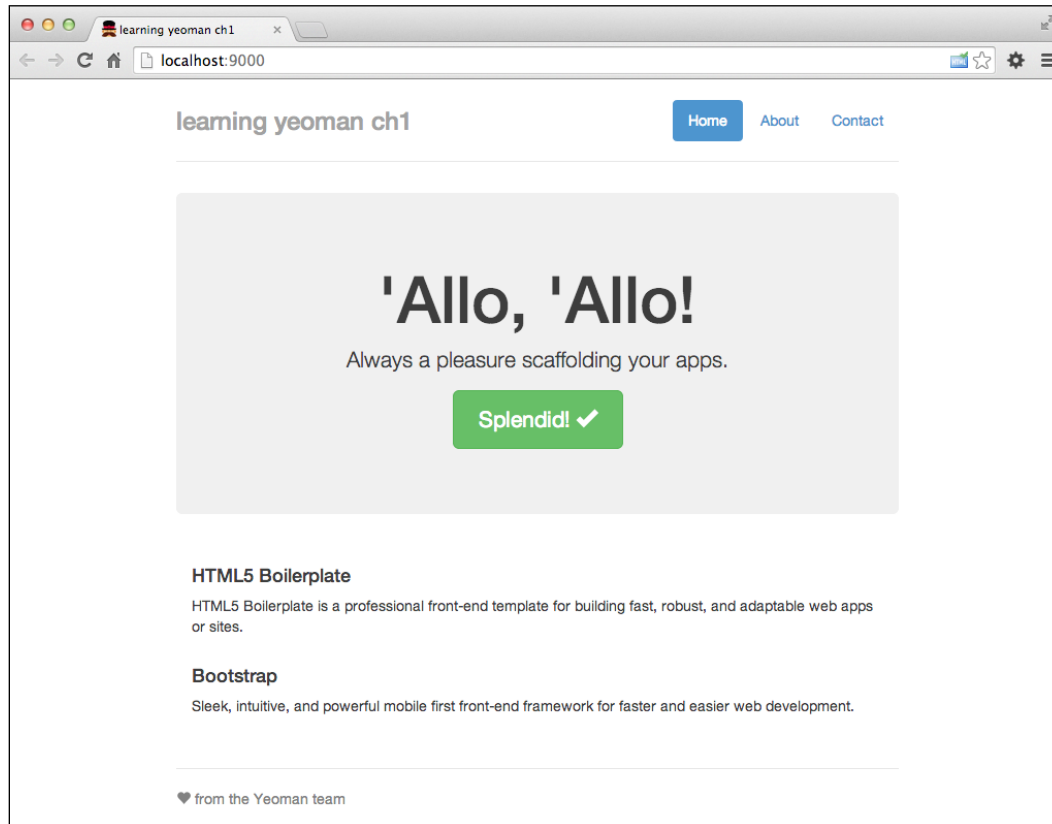 learning yeoman ch1
localhost:9000
learning yeoman ch1
Home About Contact
'Allo, 'Allo!
Always a pleasure scaffolding your apps.
Splendid!
HTML5 Boilerplate
HTML5 Boilerplate is a professional front-end template for building fast, robust, and adaptable web apps
or sites.
Bootstrap
Sleek, intuitive, and powerful mobile first front-end framework for faster and easier web development.
from the Yeoman team